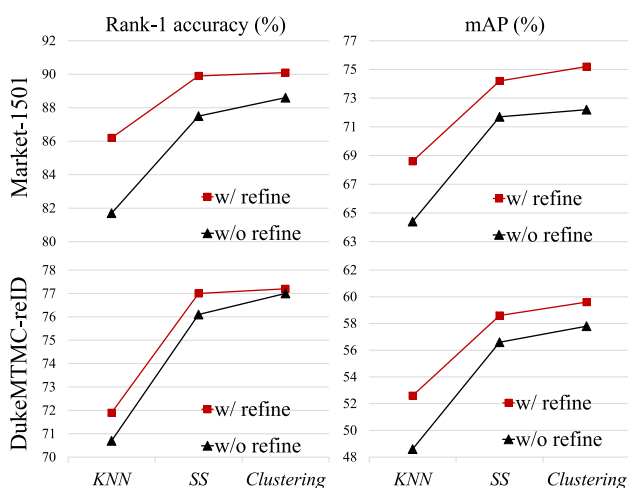 Rank-1 accuracy (%)
mAP (%)
Market-1501
92
90
88
86
84
82
80
w/ refine
w/o refine
77
75
73
71
69
67
65
63
w/ refine
w/o refine
DukeMTMC-reID
78
77
76
75
74
73
72
71
70
w/ refine
w/o refine
KNN SS Clustering
62
60
58
56
54
52
50
48
w/ refine
w/o refine
KNN SS Clustering